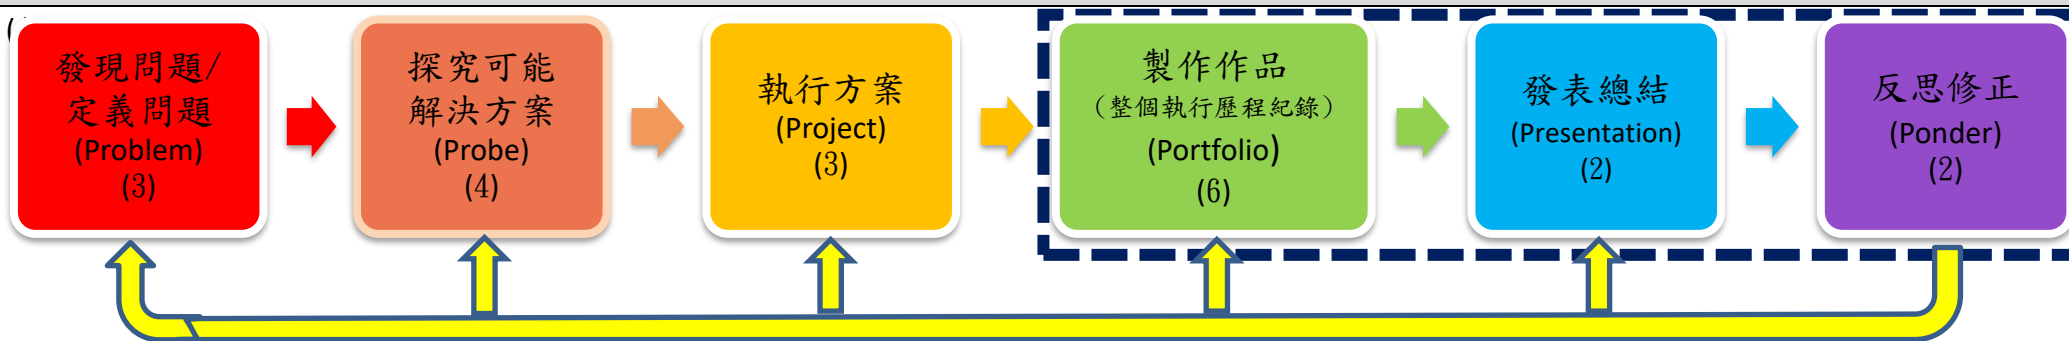 (
發現問題/
定義問題
(Problem)
(3)
探究可能
解決方案
(Probe)
(4)
執行方案
(Project)
(3)
製作作品
（整個執行歷程紀錄）
(Portfolio)
(6)
發表總結
(Presentation)
(2)
反思修正
(Ponder)
(2)